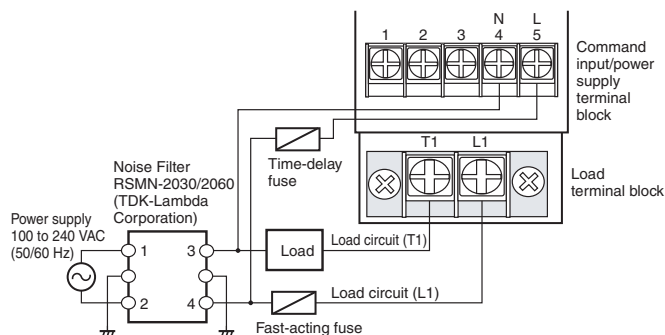 N L
1 2 3 4 5
Command
input/power
supply
terminal
block
T1 L1
Time-delay
fuse
Load
terminal block
Noise Filter
RSMN-2030/2060
(TDK-Lambda
Corporation)
Power supply
100 to 240 VAC
(50/60 Hz)
1 3
Load
Load circuit (T1)
2 4
Load circuit (L1)
Fast-acting fuse